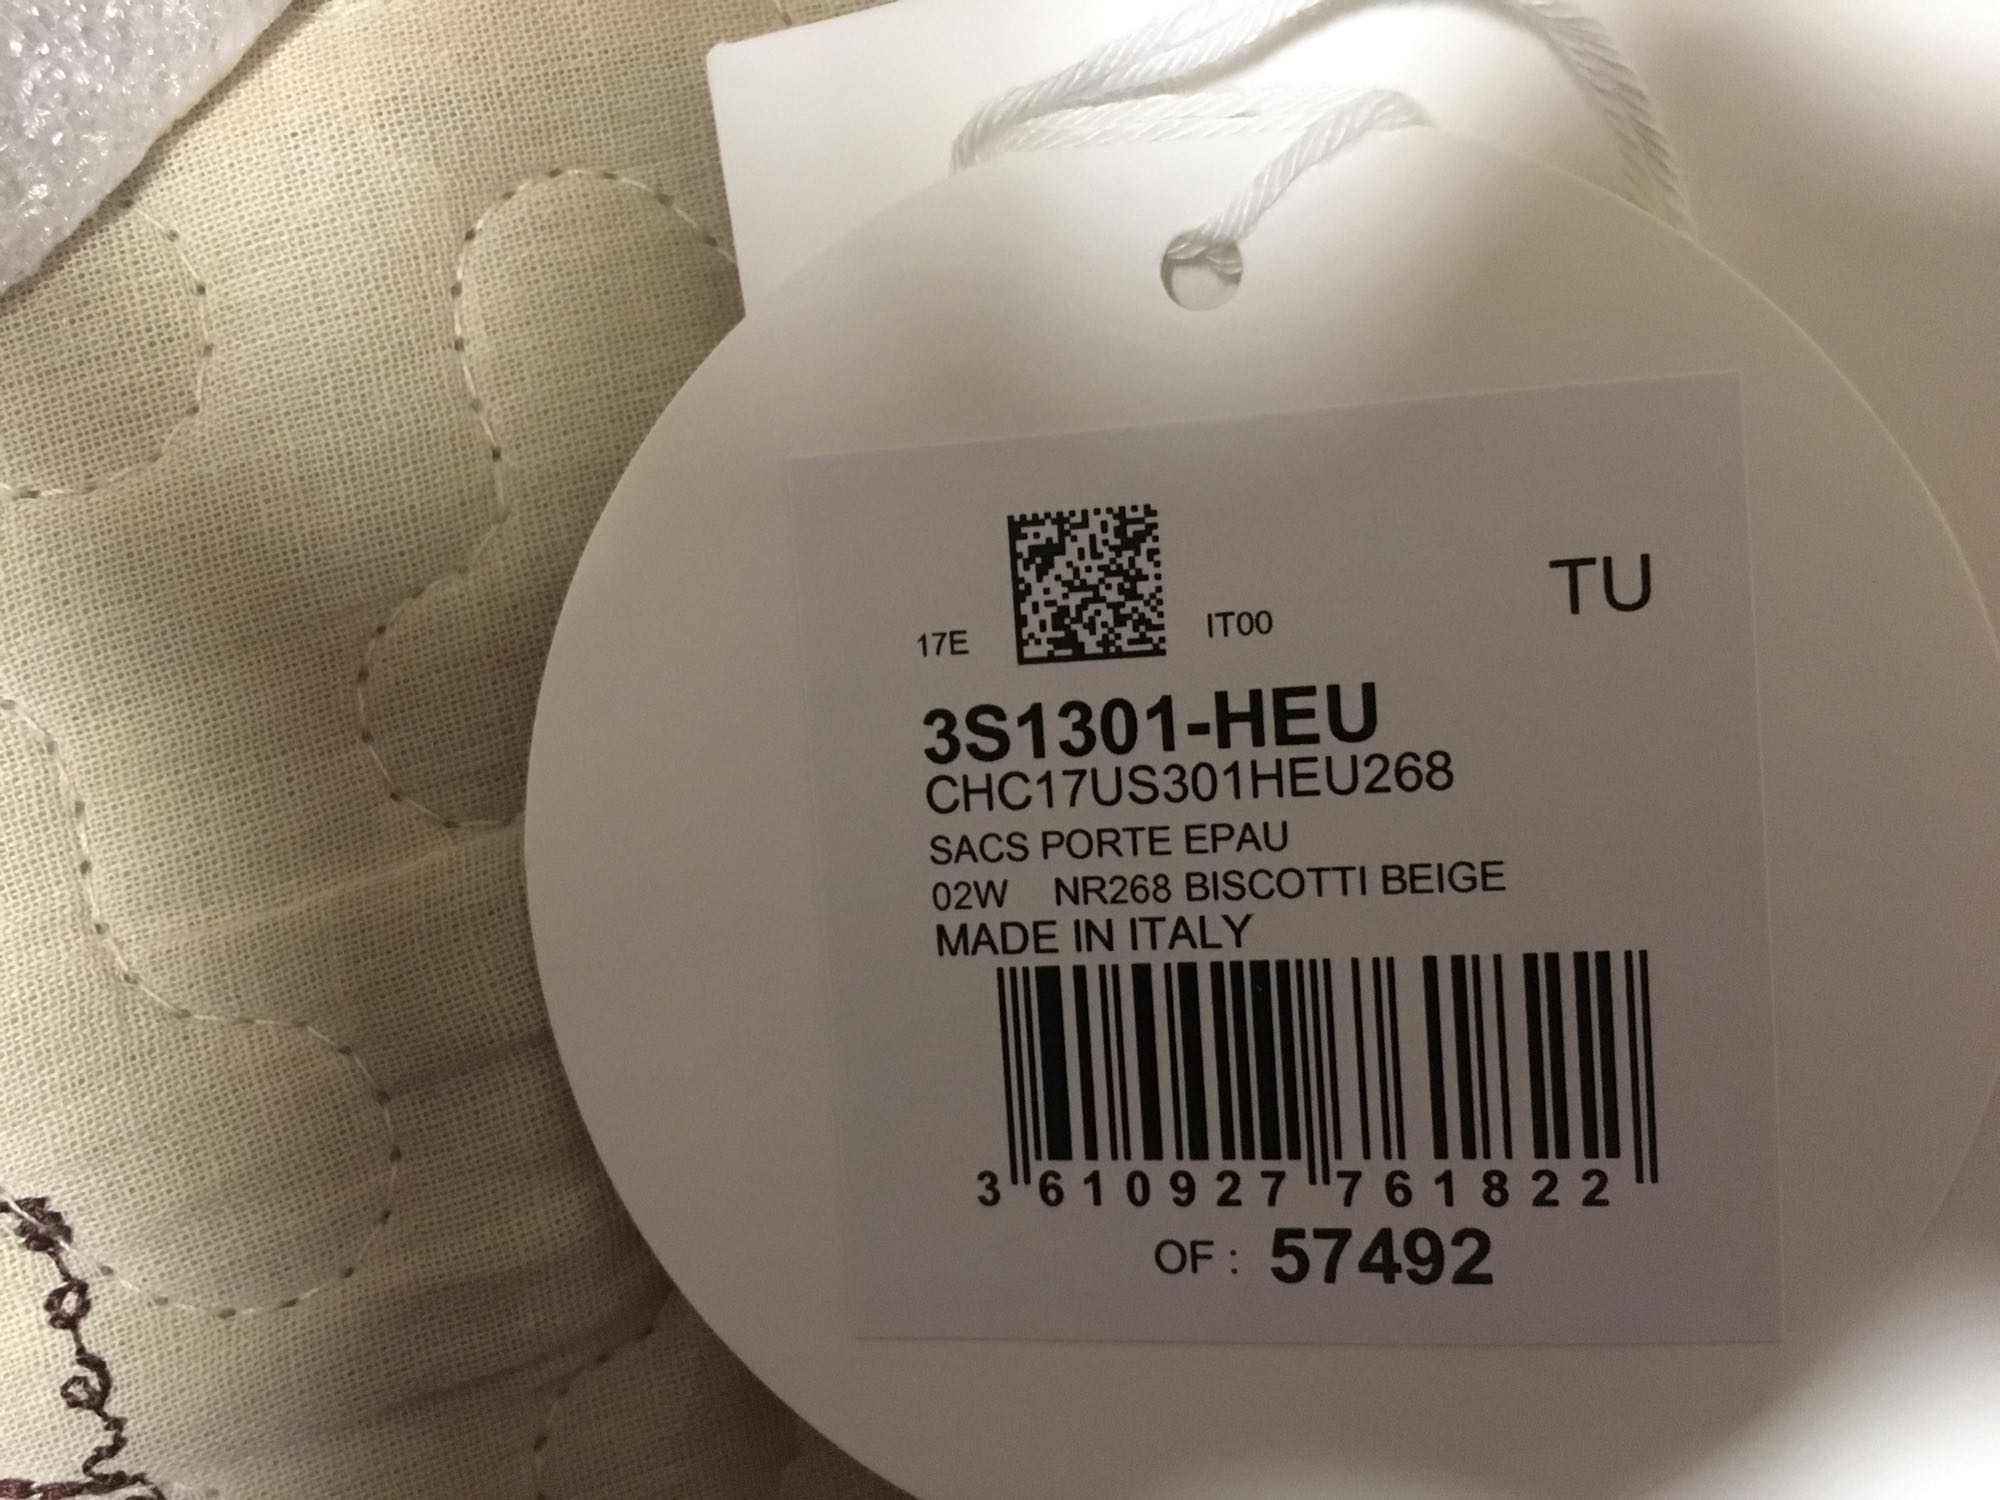 TU
17E IT00
3S1301-HEU
CHC17US301HEU268
SACS PORTE EPAU
02W NR268 BISCOTTI BEIGE
MADE IN ITALY
3 610927 761822
OF : 57492